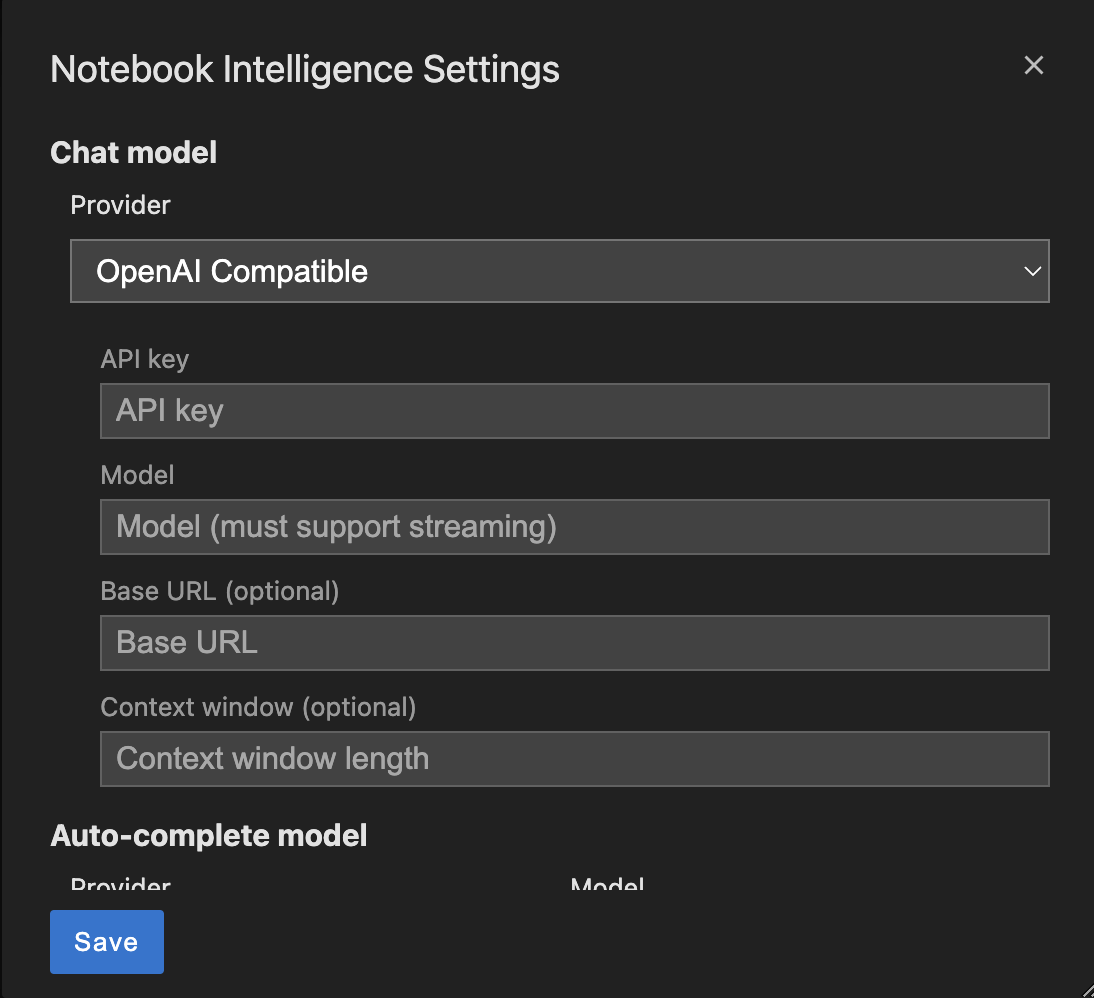 Notebook Intelligence Settings
Chat model
Provider
OpenAI Compatible
API key
API key
Model
Model (must support streaming)
Base URL (optional)
Base URL
Context window (optional)
Context window length
Auto-complete model
Provider Model
Save